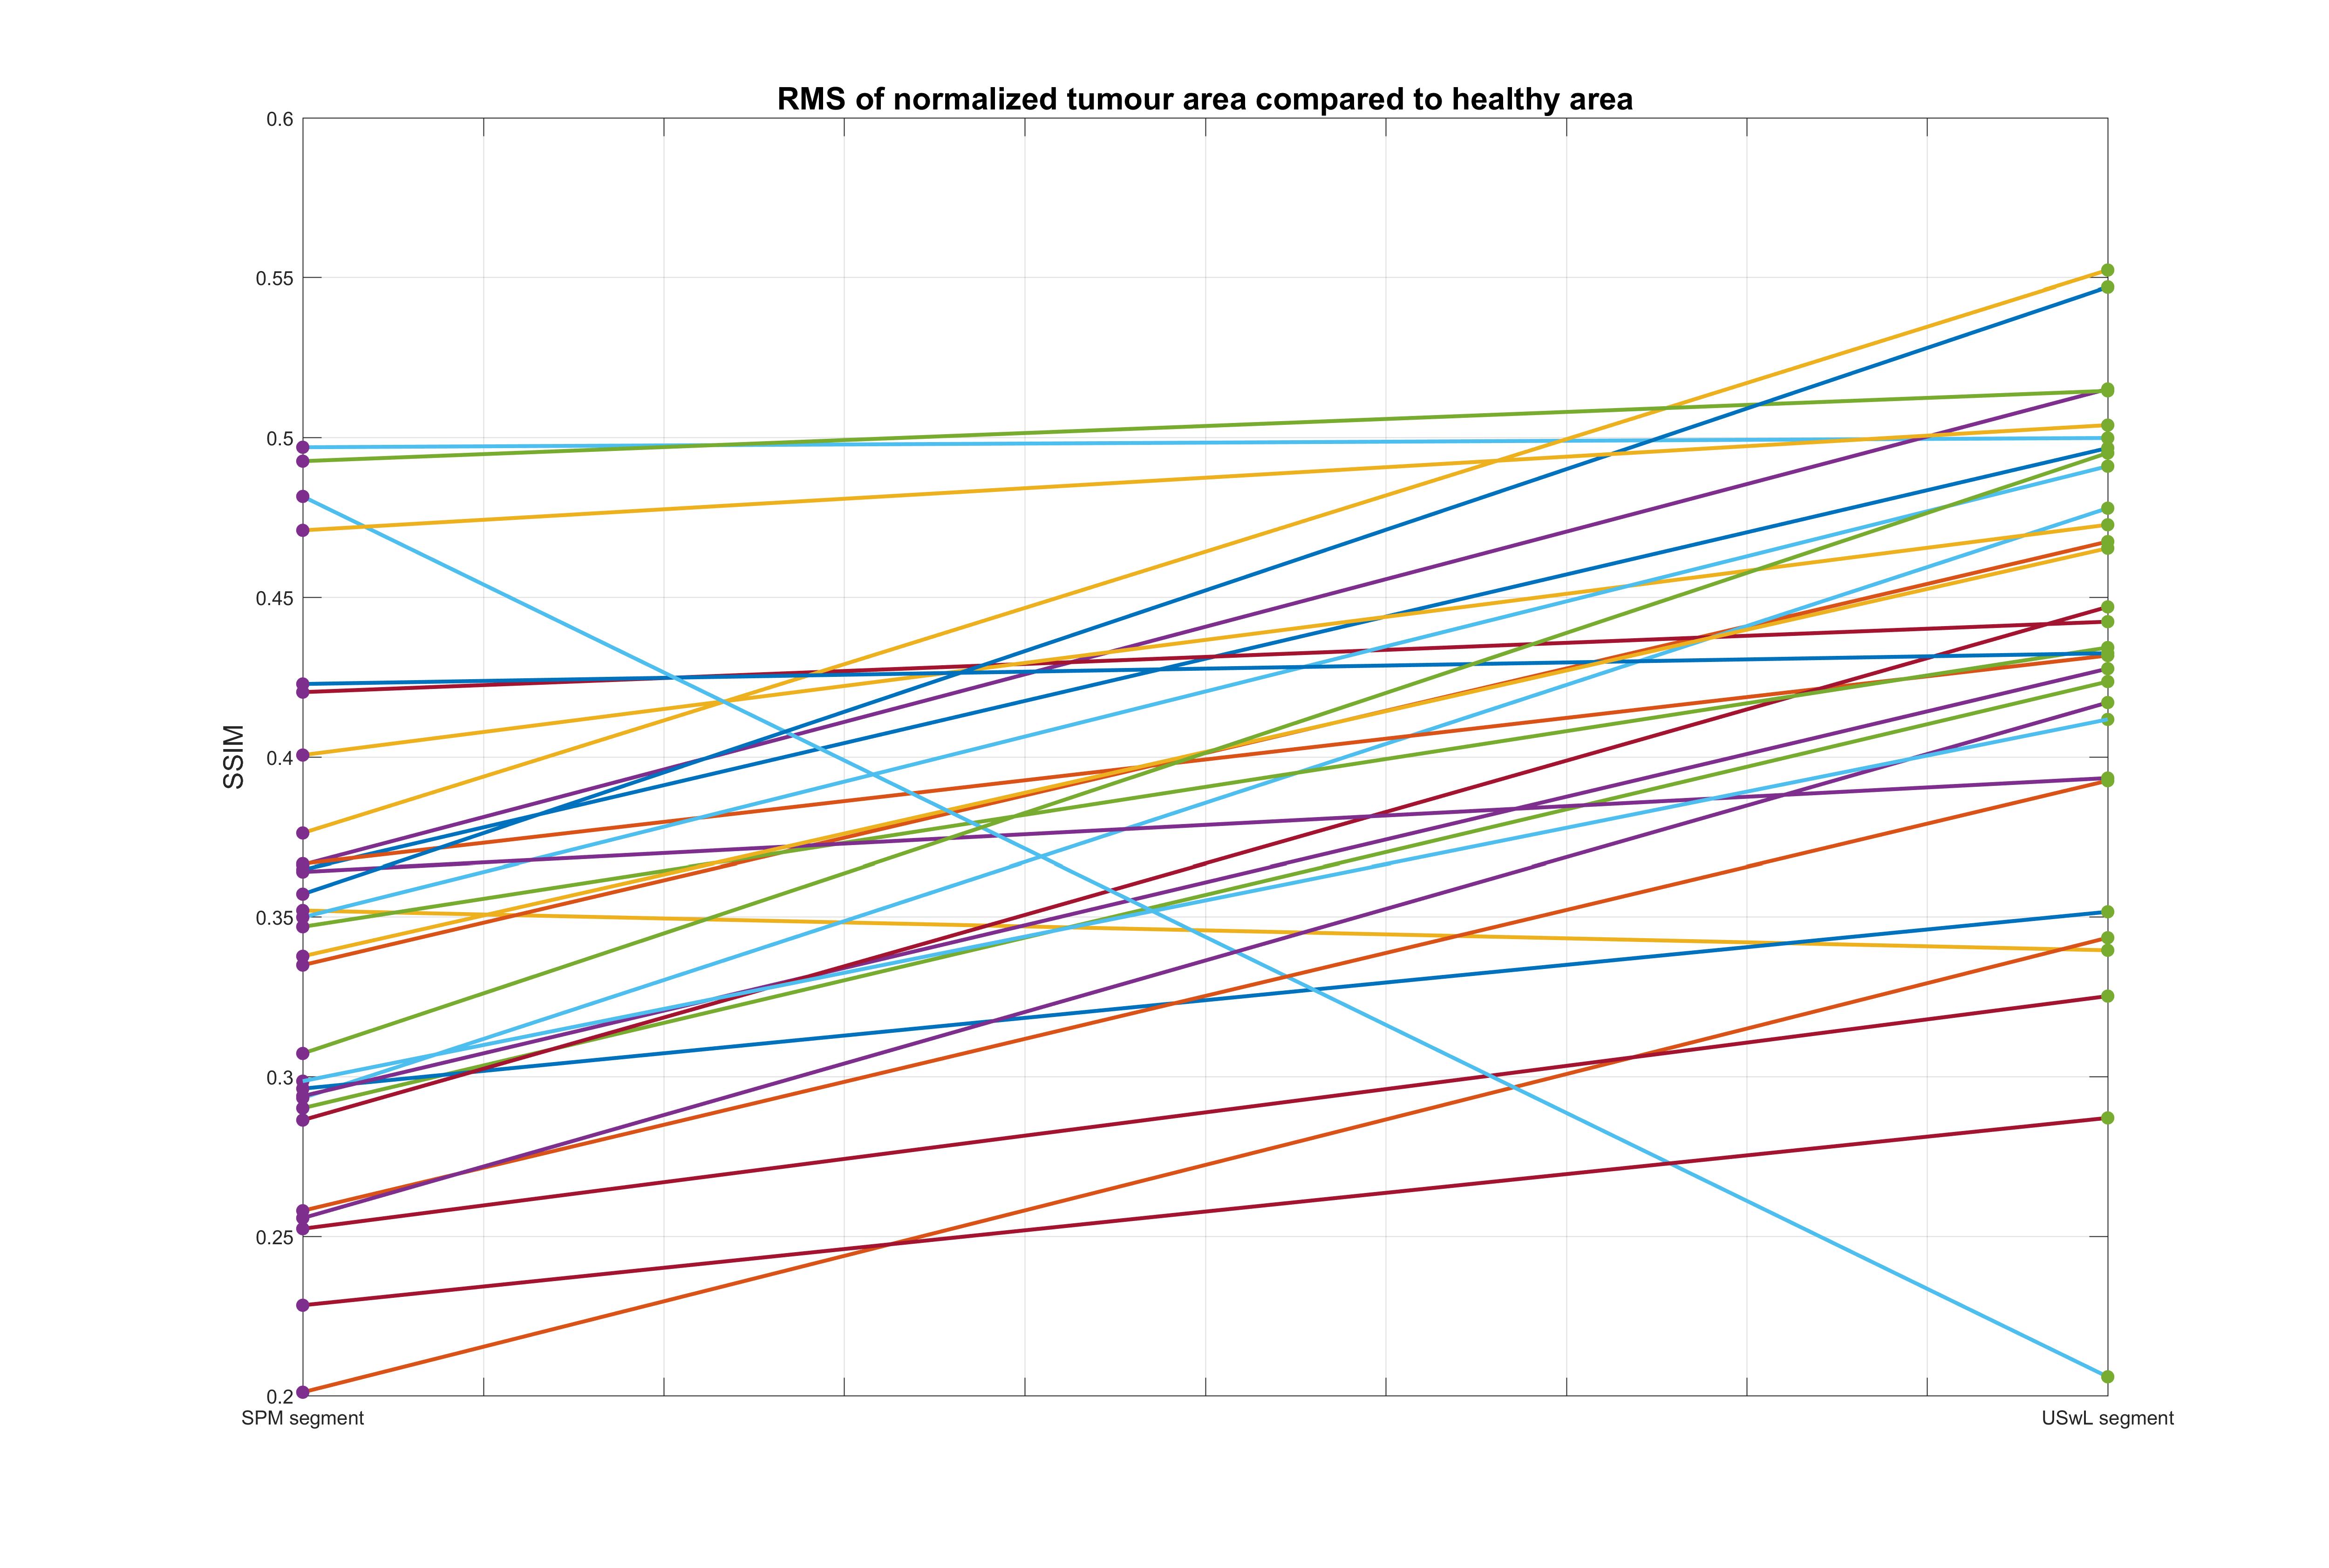 RMS of normalized tumour area compared to healthy area
0.6
0.55
0.5
0.45
0.4
0.35
0.3
0.25
0.2
SSIM
SPM segment
USwL segment